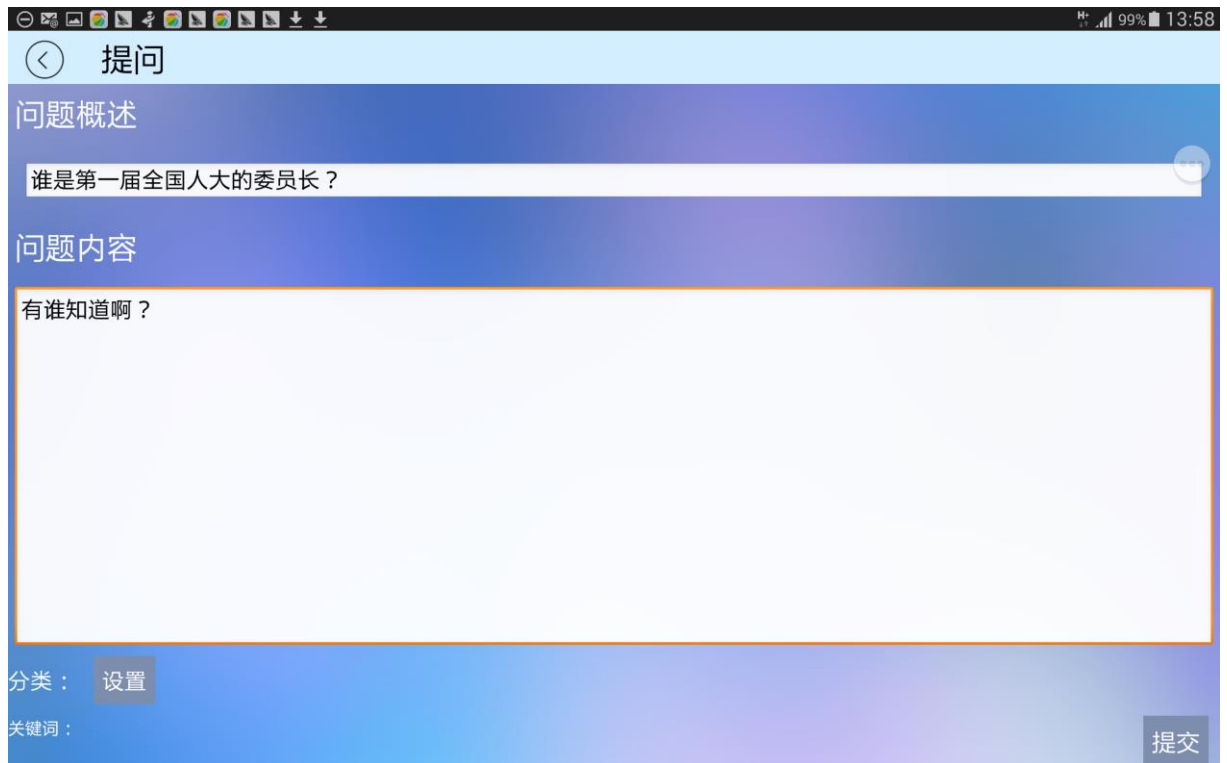 99% 13:58
提问
问题概述
谁是第一届全国人大的委员长？
问题内容
有谁知道啊？
分类： 设置
关键词：
提交